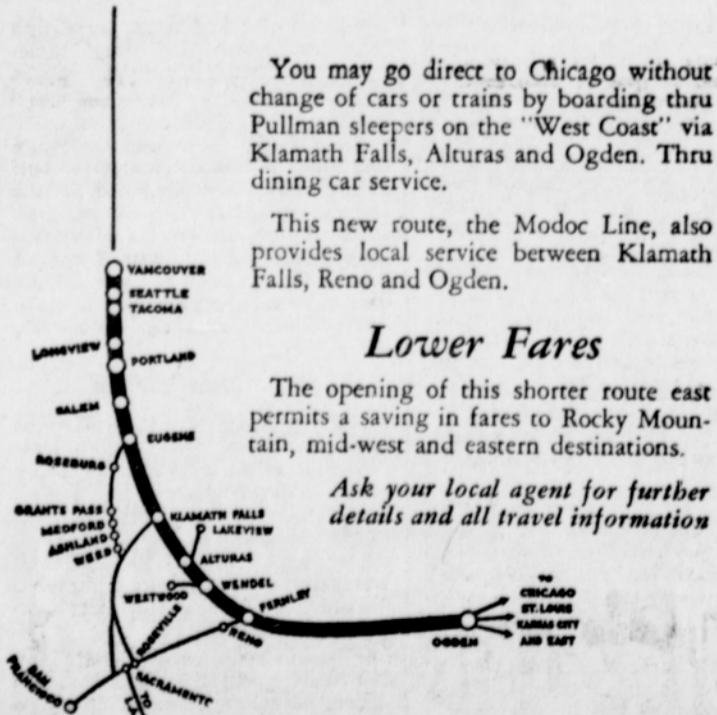 You may go direct to Chicago without
change of cars or trains by boarding thru
Pullman sleepers on the "West Coast" via
Klamath Falls, Alturas and Ogden. Thru
dining car service.
This new route, the Modoc Line, also
provides local service between Klamath
Falls, Reno and Ogden.
Lower Fares
The opening of this shorter route east
permits a saving in fares to Rocky Moun-
tain, mid-west and eastern destinations.
Ask your local agent for further
details and all travel information
VANCOUVER
SEATTLE
TACOMA
LONGVIEW
PORTLAND
SALEM
EUGENE
ROSEBURG
GRANTS PASS
MEDFORD
ASHLAND
WEED
KLAMATH FALLS
LAKEVIEW
ALTURAS
WENDEL
WESTWOOD
FERNLEY
ROSEVILLE
RENO
OGDEN
TO
CHICAGO
ST. LOUIS
KANSAS CITY
AND EAST
SAN
FRANCISCO
SACRAMENTO
TO
L.A.